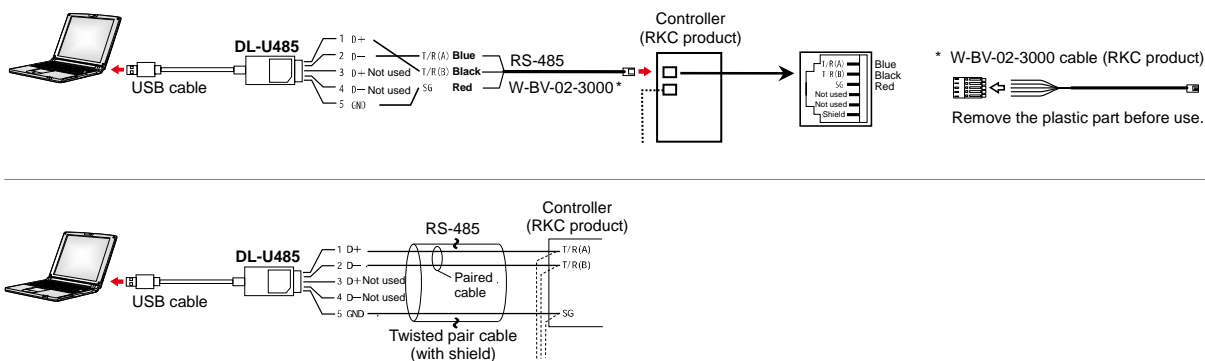 Controller
(RKC product)
DL-U485
USB cable
1 D+
2 D− T/R(A) Blue
3 D+ Not used T/R(B) Black
4 D− Not used SG Red
5 GND
RS-485
W-BV-02-3000*
T/R(A) Blue
T R(B) Black
SG Red
Not used
Not used
Shield
* W-BV-02-3000 cable (RKC product)
Remove the plastic part before use.
Controller
(RKC product)
RS-485
DL-U485
USB cable
1 D+
2 D−
3 D+ Not used
4 D− Not used
5 GND
Paired
cable
T/R(A)
T/R(B)
SG
Twisted pair cable
(with shield)